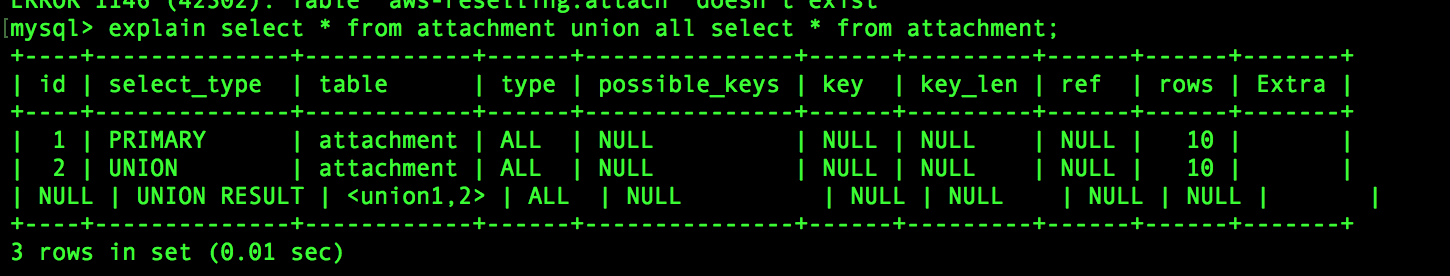 ERROR 1146 (42S02): Table 'aws-reselling.attach' doesn't exist
[mysql> explain select * from attachment union all select * from attachment;
+----+--------------+------------+------+---------------+------+---------+------+------+-------+
| id | select_type  | table      | type | possible_keys | key  | key_len | ref  | rows | Extra |
+----+--------------+------------+------+---------------+------+---------+------+------+-------+
|  1 | PRIMARY      | attachment | ALL  | NULL          | NULL | NULL    | NULL |   10 |       |
|  2 | UNION        | attachment | ALL  | NULL          | NULL | NULL    | NULL |   10 |       |
| NULL | UNION RESULT | <union1,2> | ALL  | NULL          | NULL | NULL    | NULL | NULL |       |
+----+--------------+------------+------+---------------+------+---------+------+------+-------+
3 rows in set (0.01 sec)